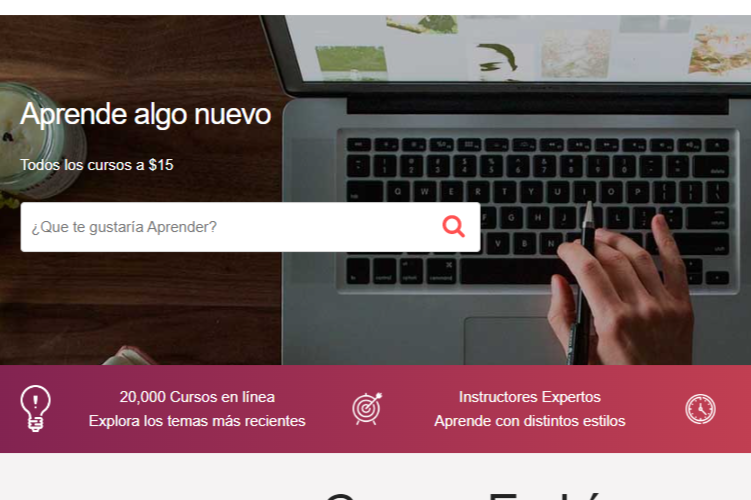 Aprende algo nuevo
Todos los cursos a $15
¿Que te gustaría Aprender?
20,000 Cursos en línea
Explora los temas más recientes
Instructores Expertos
Aprende con distintos estilos